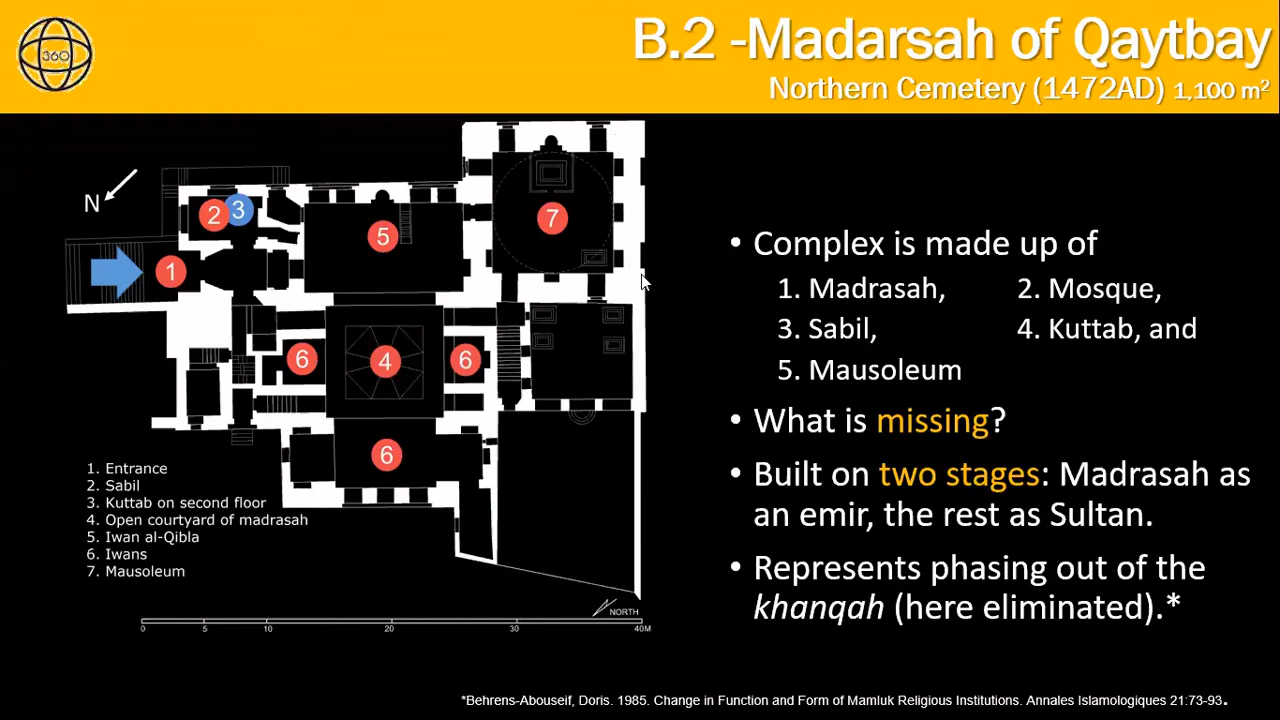 360
B.2 -Madarsah of Qaytbay
Northern Cemetery (1472AD) 1,100 m²
N
2
3
1
5
7
6
4
6
6
1. Entrance
2. Sabil
3. Kuttab on second floor
4. Open courtyard of madrasah
5. Iwan al-Qibla
6. Iwans
7. Mausoleum
NORTH
0 5 10 20 30 40M
• Complex is made up of
1. Madrasah, 2. Mosque,
3. Sabil, 4. Kuttab, and
5. Mausoleum
• What is missing?
• Built on two stages: Madrasah as
an emir, the rest as Sultan.
• Represents phasing out of the
khanqah (here eliminated).*
*Behrens-Abouseif, Doris. 1985. Change in Function and Form of Mamluk Religious Institutions. Annales Islamologiques 21:73-93.